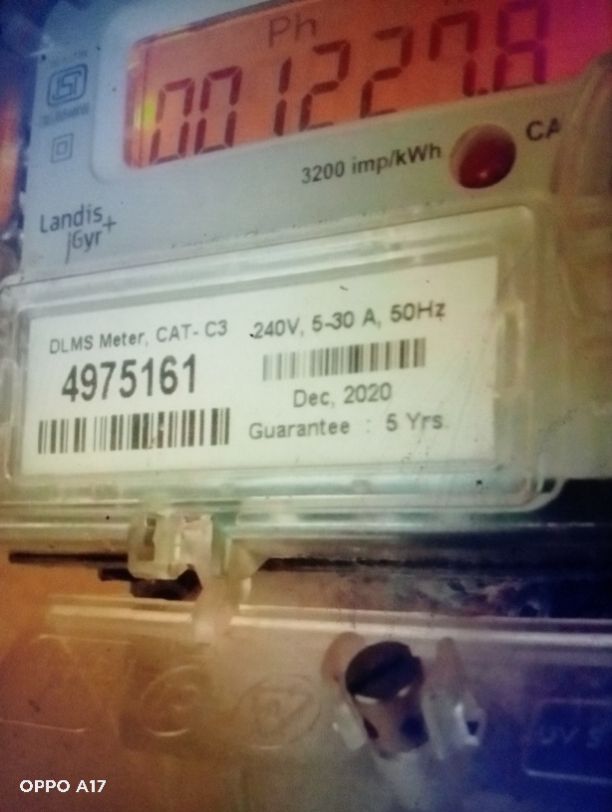 Ph
001227.8
3200 imp/kWh
CA
Landis
Gyr+
DLMS Meter, CAT- C3
240V, 5-30 A, 50Hz
4975161
Dec, 2020
Guarantee : 5 Yrs.
UV S
OPPO A17